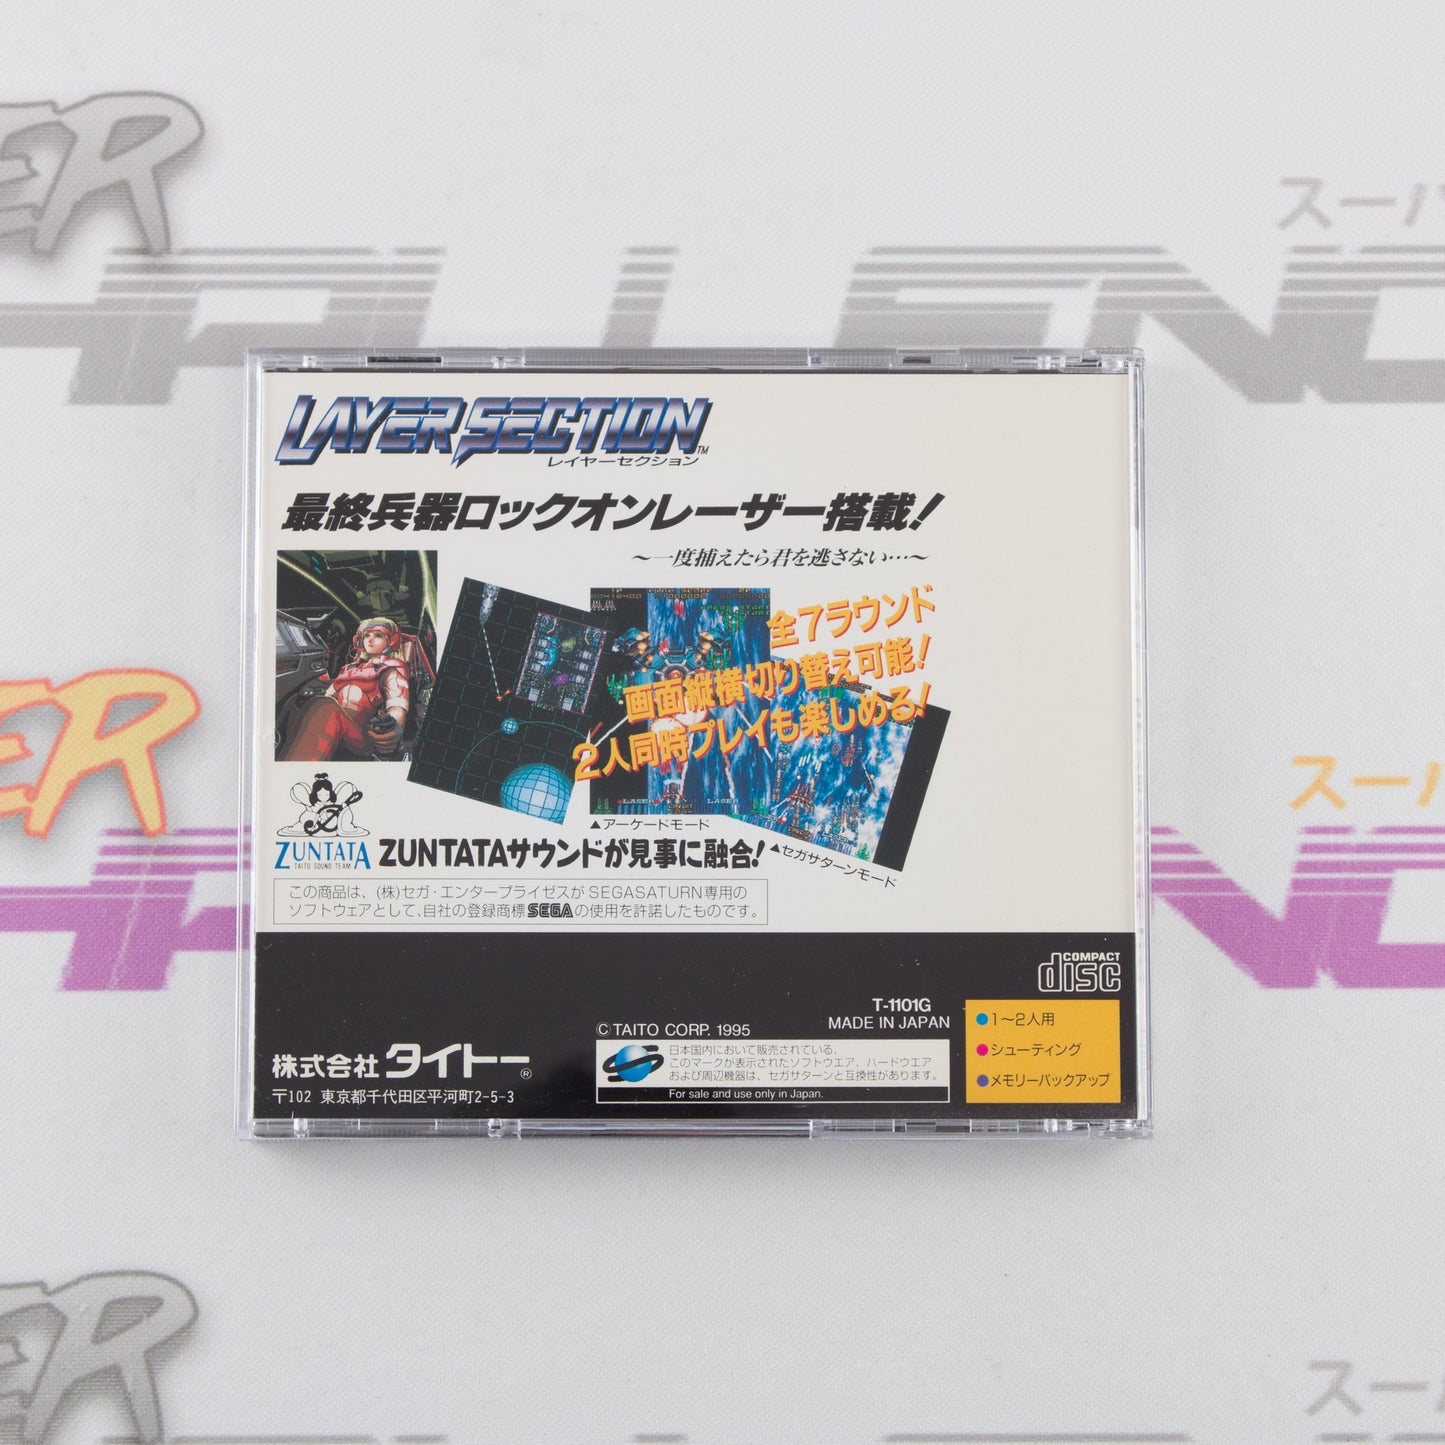 LAYER SECTION™
レイヤーセクション
最終兵器ロックオンレーザー搭載!
〜一度捕えたら君を逃さない…〜
全7ラウンド
画面縦横切り替え可能!
2人同時プレイも楽しめる!
▲アーケードモード
▲セガサターンモード
ZUNTATA
TAITO SOUND TEAM
ZUNTATAサウンドが見事に融合!
この商品は、(株)セガ・エンタープライゼスがSEGASATURN専用の
ソフトウェアとして、自社の登録商標SEGAの使用を許諾したものです。
COMPACT
disc
T-1101G
MADE IN JAPAN
©TAITO CORP. 1995
株式会社 タイトー®
〒102 東京都千代田区平河町2-5-3
日本国内において販売されている、
このマークが表示されたソフトウエア、ハードウエア
および周辺機器は、セガサターンと互換性があります。
For sale and use only in Japan.
●1〜2人用
●シューティング
●メモリーバックアップ
スーパ
スーパ
スーパ